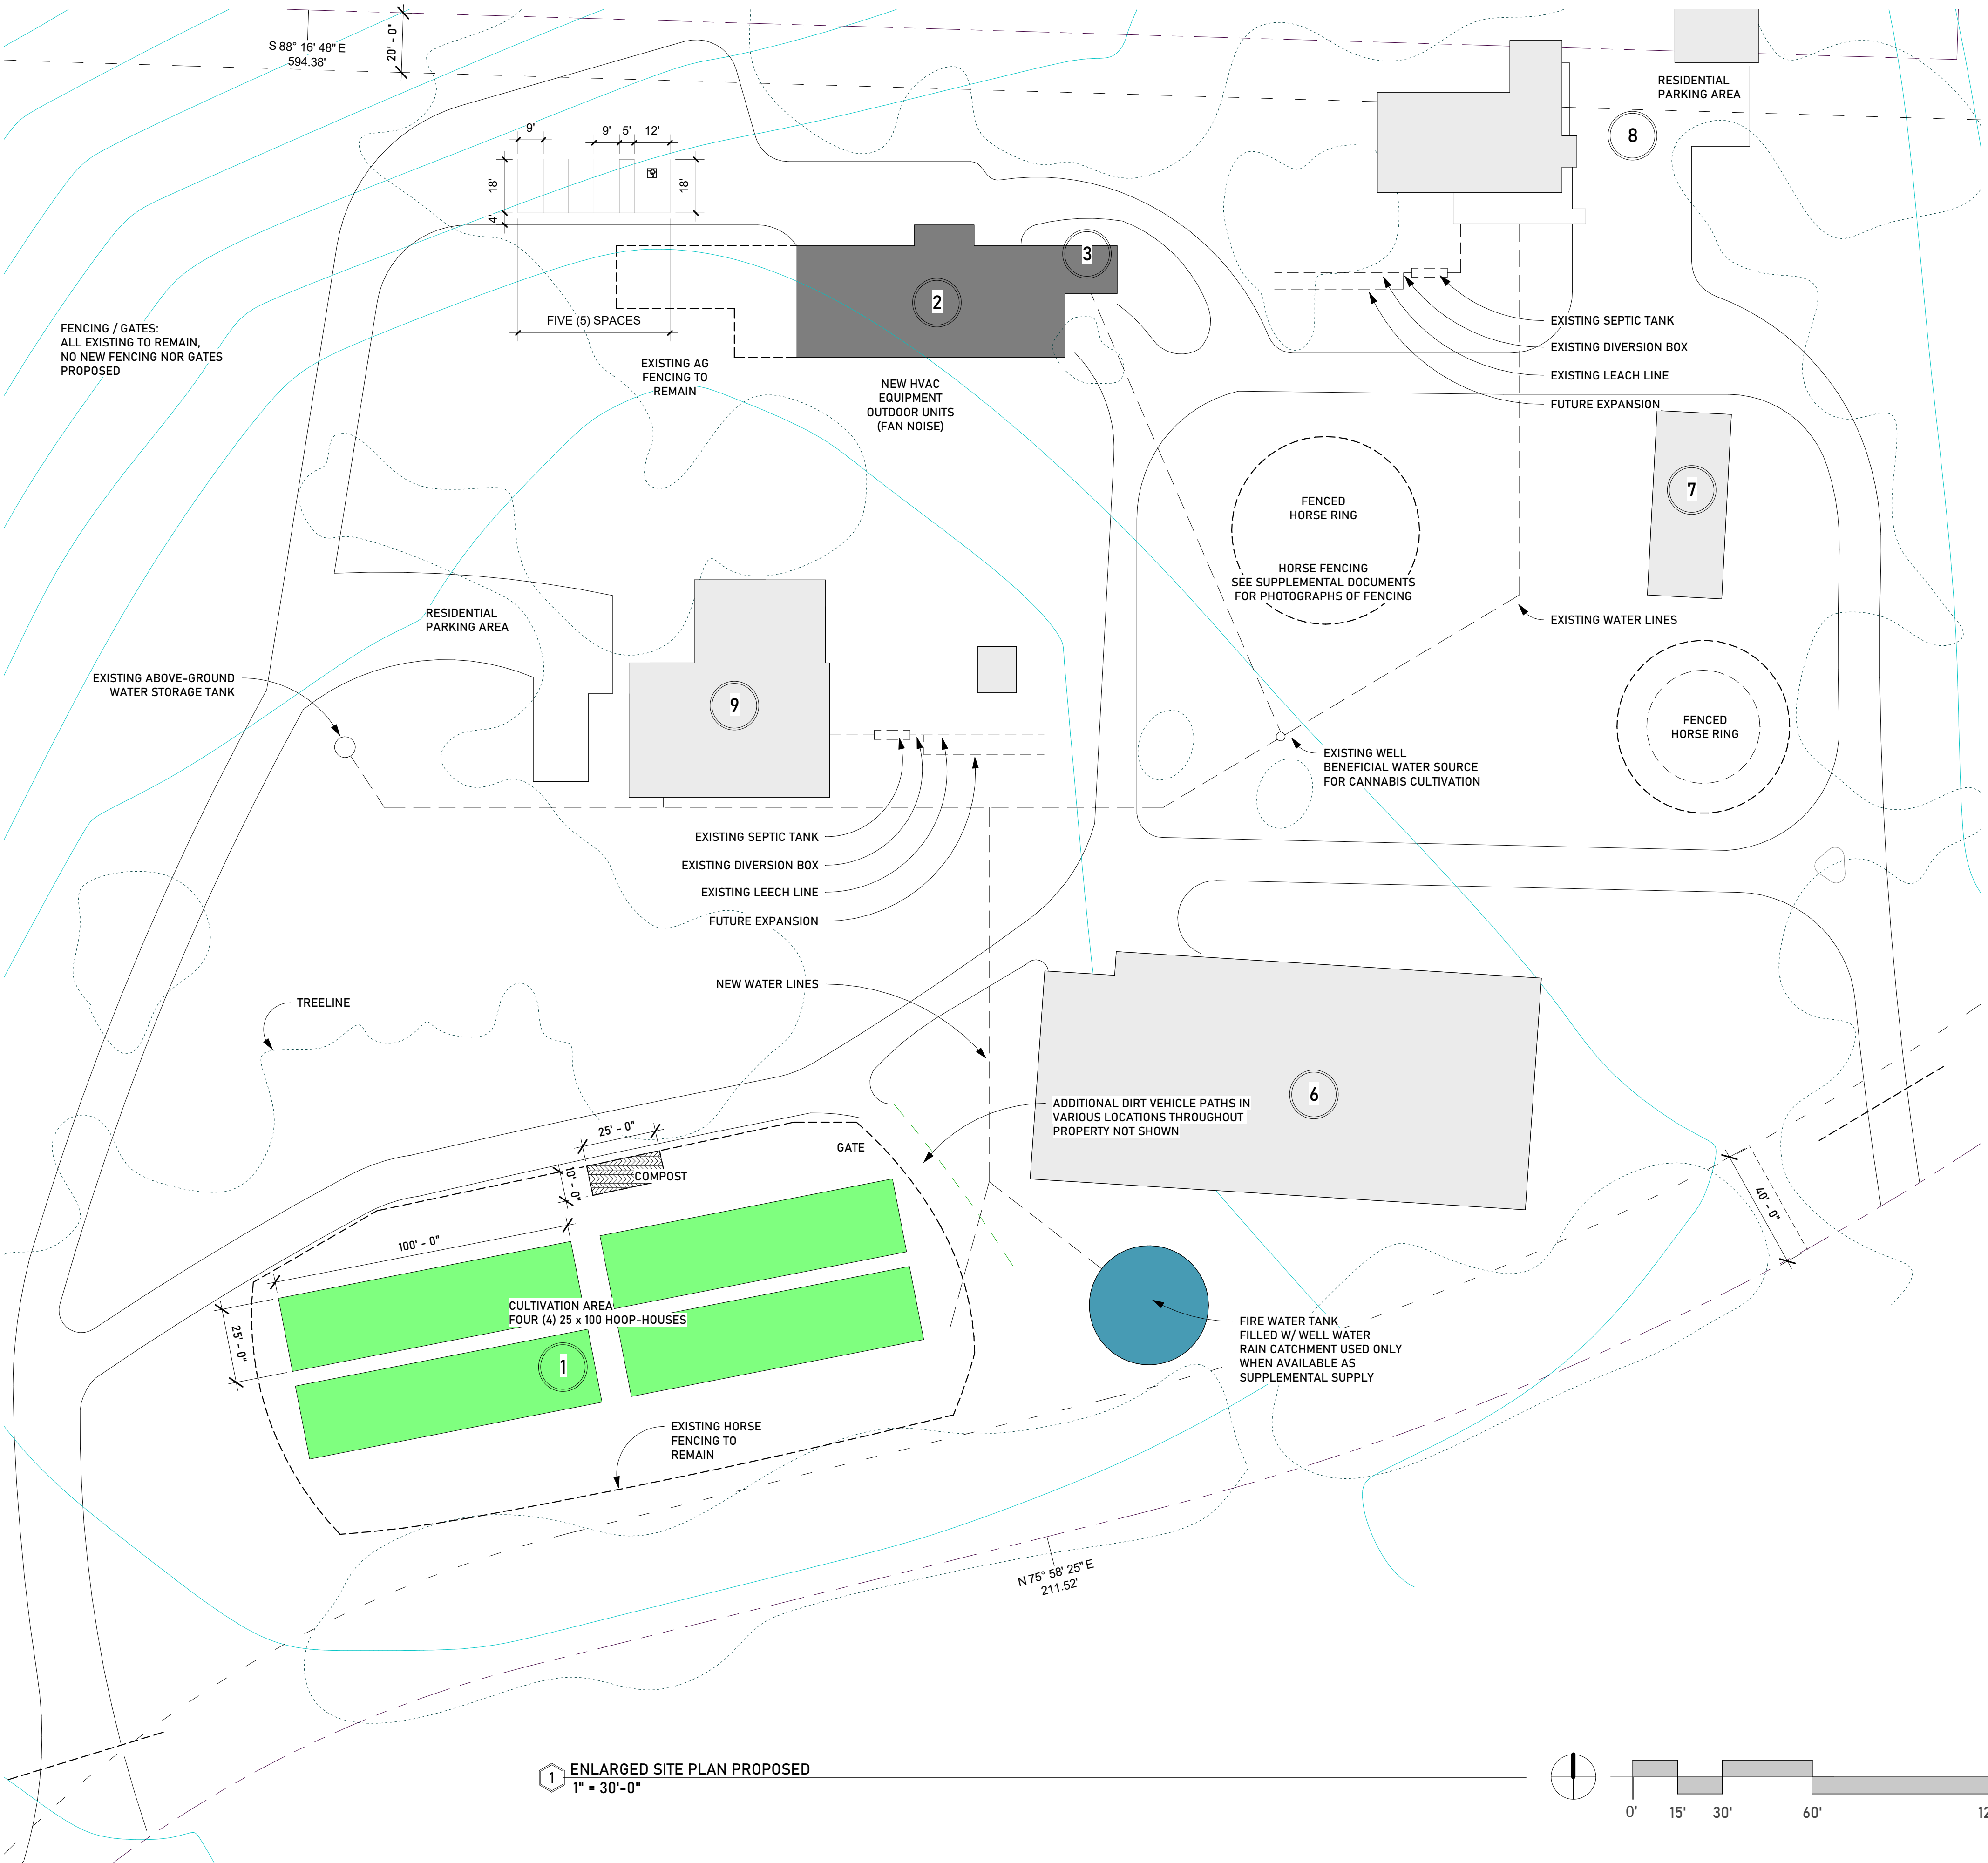 S 88° 16' 48" E
594.38'
20' - 0"
RESIDENTIAL
PARKING AREA
8
9'
9'
5'
12'
18'
18'
4'
3
2
FIVE (5) SPACES
FENCING / GATES:
ALL EXISTING TO REMAIN,
NO NEW FENCING NOR GATES
PROPOSED
EXISTING AG
FENCING TO
REMAIN
NEW HVAC
EQUIPMENT
OUTDOOR UNITS
(FAN NOISE)
EXISTING SEPTIC TANK
EXISTING DIVERSION BOX
EXISTING LEACH LINE
FUTURE EXPANSION
7
FENCED
HORSE RING
HORSE FENCING
SEE SUPPLEMENTAL DOCUMENTS
FOR PHOTOGRAPHS OF FENCING
EXISTING WATER LINES
RESIDENTIAL
PARKING AREA
EXISTING ABOVE-GROUND
WATER STORAGE TANK
9
FENCED
HORSE RING
EXISTING WELL
BENEFICIAL WATER SOURCE
FOR CANNABIS CULTIVATION
EXISTING SEPTIC TANK
EXISTING DIVERSION BOX
EXISTING LEECH LINE
FUTURE EXPANSION
NEW WATER LINES
TREELINE
6
ADDITIONAL DIRT VEHICLE PATHS IN
VARIOUS LOCATIONS THROUGHOUT
PROPERTY NOT SHOWN
25' - 0"
GATE
10' - 0"
COMPOST
40' - 0"
100' - 0"
CULTIVATION AREA
FOUR (4) 25 x 100 HOOP-HOUSES
25' - 0"
1
FIRE WATER TANK
FILLED W/ WELL WATER
RAIN CATCHMENT USED ONLY
WHEN AVAILABLE AS
SUPPLEMENTAL SUPPLY
EXISTING HORSE
FENCING TO
REMAIN
N 75° 58' 25" E
211.52'
1
ENLARGED SITE PLAN PROPOSED
1" = 30'-0"
0'
15'
30'
60'
12